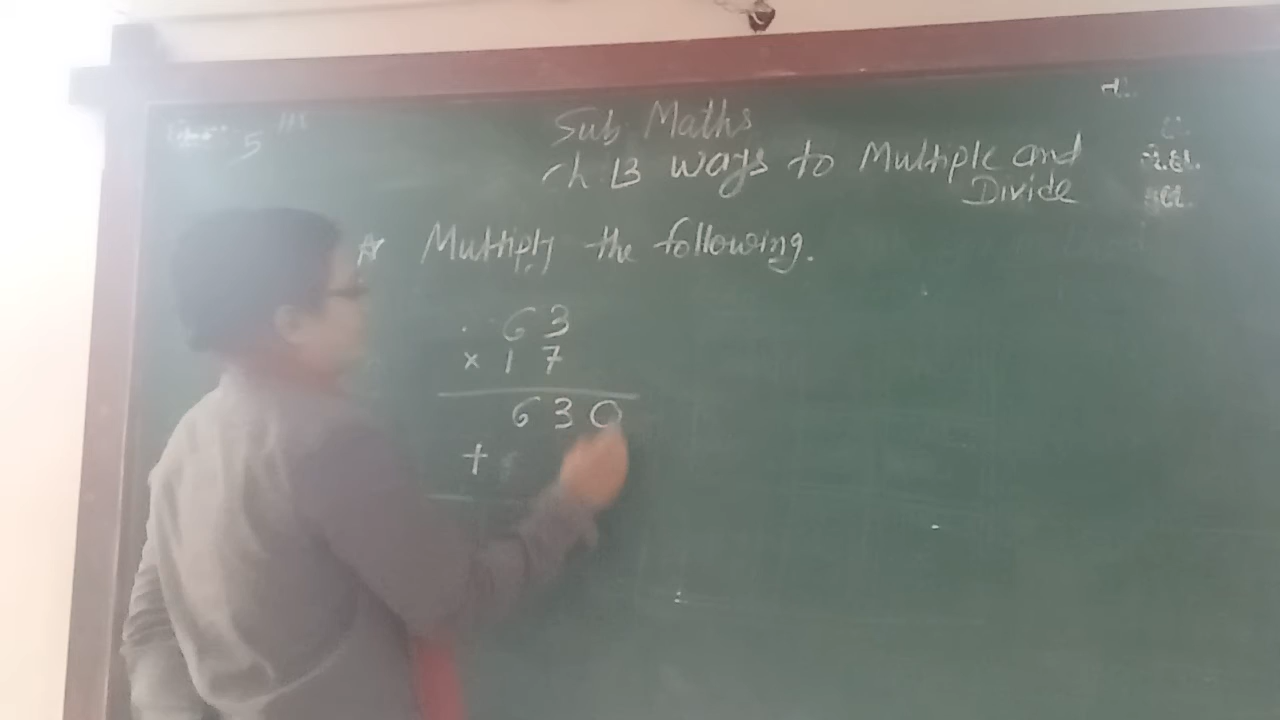 5
Sub Maths
Ch. 13 Ways to Multiple and
Divide
Multiply the following.
63
× 17
630
+